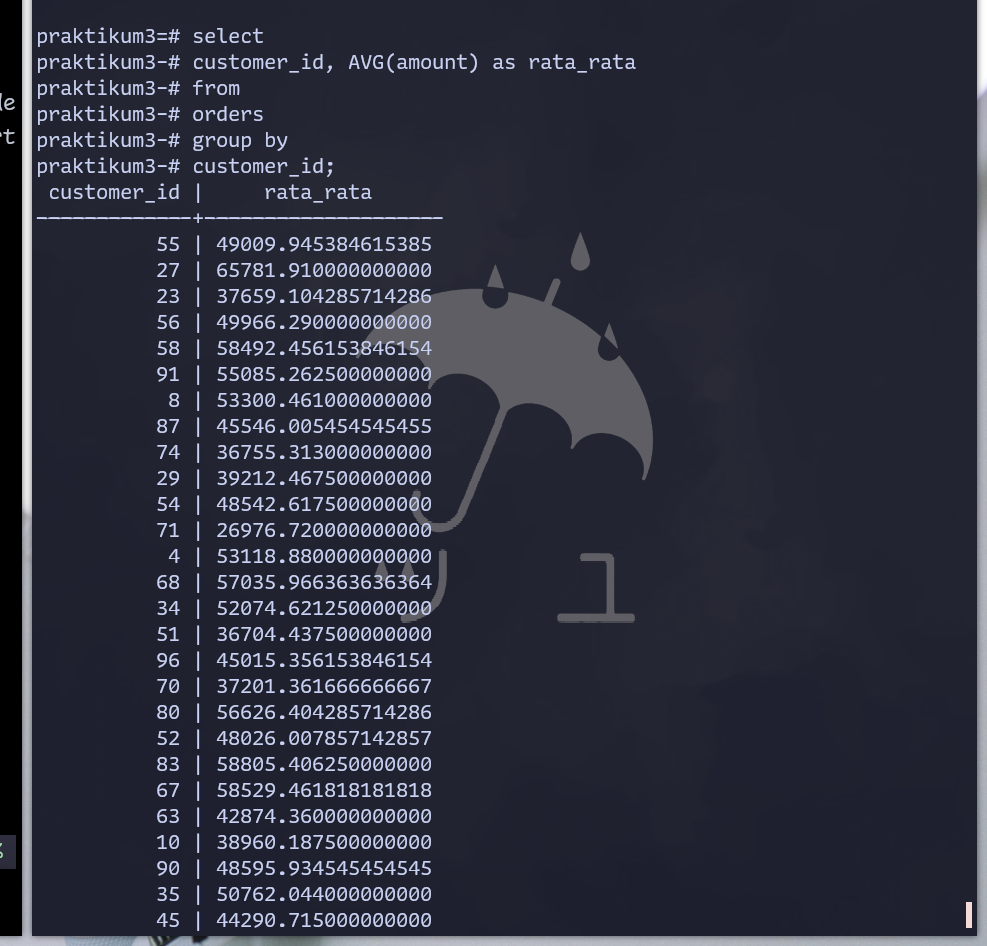 praktikum3=# select
praktikum3-# customer_id, AVG(amount) as rata_rata
praktikum3-# from
praktikum3-# orders
praktikum3-# group by
praktikum3-# customer_id;
 customer_id |     rata_rata
-------------+--------------------
          55 | 49009.945384615385
          27 | 65781.910000000000
          23 | 37659.104285714286
          56 | 49966.290000000000
          58 | 58492.456153846154
          91 | 55085.262500000000
           8 | 53300.461000000000
          87 | 45546.005454545455
          74 | 36755.313000000000
          29 | 39212.467500000000
          54 | 48542.617500000000
          71 | 26976.720000000000
           4 | 53118.880000000000
          68 | 57035.966363636364
          34 | 52074.621250000000
          51 | 36704.437500000000
          96 | 45015.356153846154
          70 | 37201.361666666667
          80 | 56626.404285714286
          52 | 48026.007857142857
          83 | 58805.406250000000
          67 | 58529.461818181818
          63 | 42874.360000000000
          10 | 38960.187500000000
          90 | 48595.934545454545
          35 | 50762.044000000000
          45 | 44290.715000000000